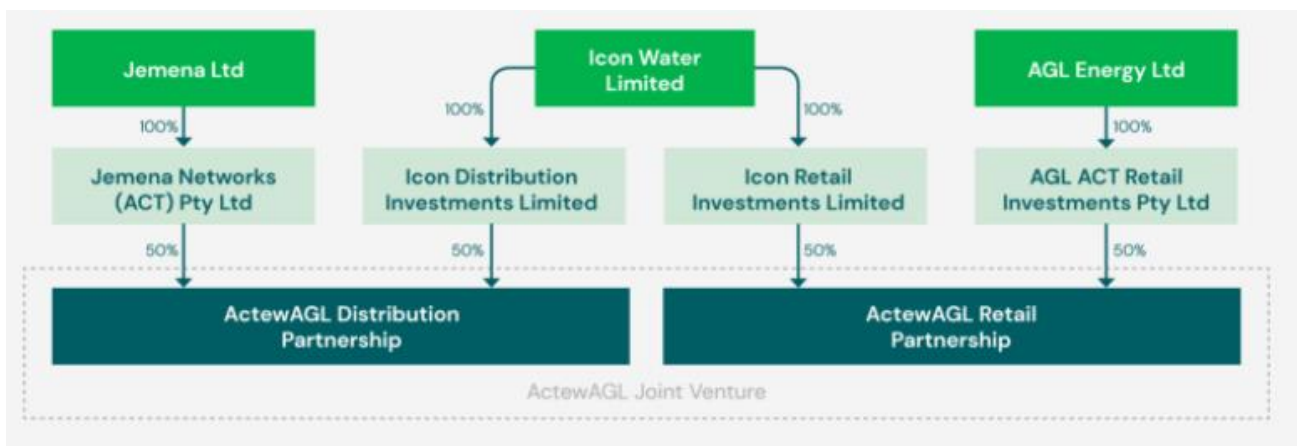 Jemena Ltd
Icon Water
Limited
AGL Energy Ltd
100%
100%
100%
100%
Jemena Networks
(ACT) Pty Ltd
Icon Distribution
Investments Limited
Icon Retail
Investments Limited
AGL ACT Retail
Investments Pty Ltd
50%
50%
50%
50%
ActewAGL Distribution
Partnership
ActewAGL Retail
Partnership
ActewAGL Joint Venture